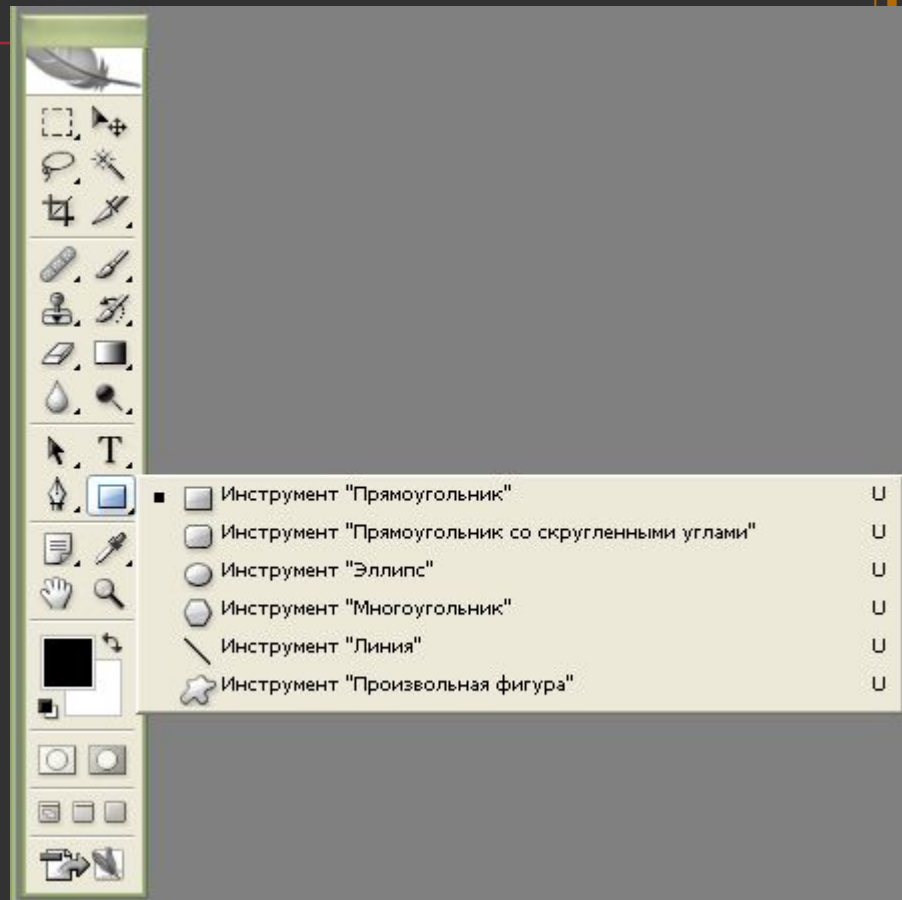 T
Инструмент "Прямоугольник" U
Инструмент "Прямоугольник со скругленными углами" U
Инструмент "Эллипс" U
Инструмент "Многоугольник" U
Инструмент "Линия" U
Инструмент "Произвольная фигура" U